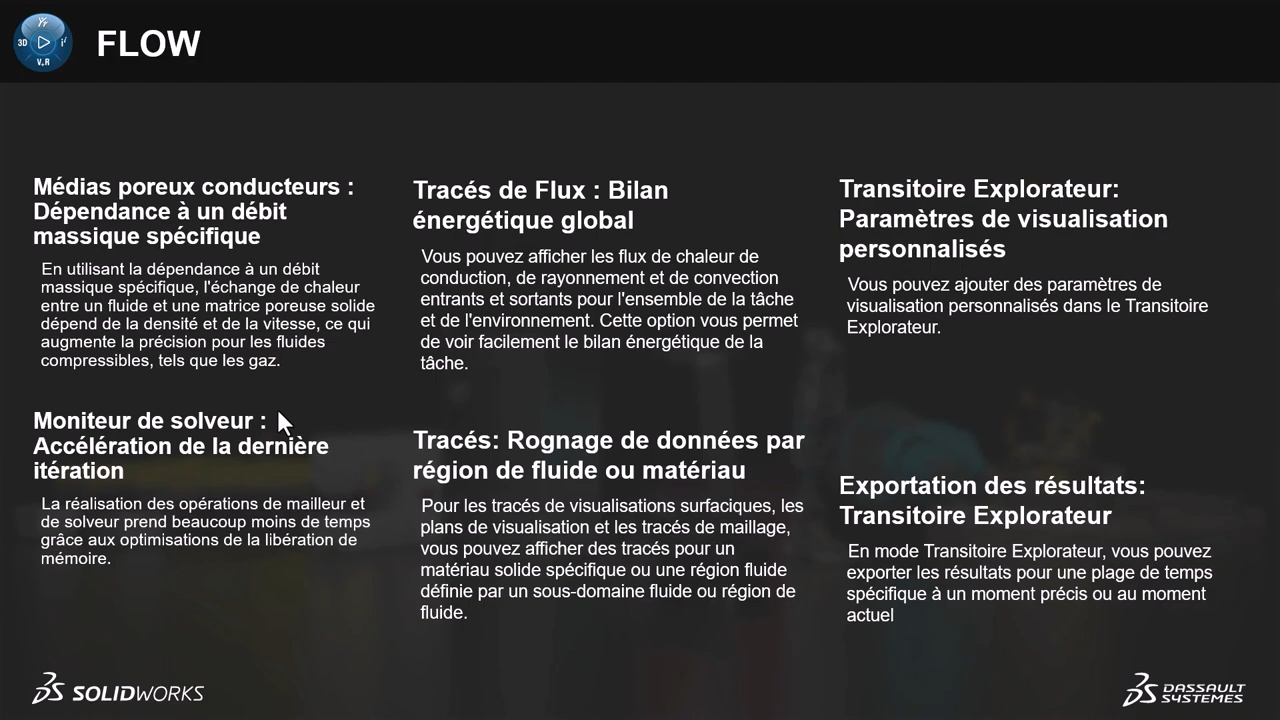 FLOW
3D
V,R
Médias poreux conducteurs :
Dépendance à un débit
massique spécifique
En utilisant la dépendance à un débit
massique spécifique, l'échange de chaleur
entre un fluide et une matrice poreuse solide
dépend de la densité et de la vitesse, ce qui
augmente la précision pour les fluides
compressibles, tels que les gaz.
Moniteur de solveur :
Accélération de la dernière
itération
La réalisation des opérations de mailleur et
de solveur prend beaucoup moins de temps
grâce aux optimisations de la libération de
mémoire.
Tracés de Flux : Bilan
énergétique global
Vous pouvez afficher les flux de chaleur de
conduction, de rayonnement et de convection
entrants et sortants pour l'ensemble de la tâche
et de l'environnement. Cette option vous permet
de voir facilement le bilan énergétique de la
tâche.
Tracés: Rognage de données par
région de fluide ou matériau
Pour les tracés de visualisations surfaciques, les
plans de visualisation et les tracés de maillage,
vous pouvez afficher des tracés pour un
matériau solide spécifique ou une région fluide
définie par un sous-domaine fluide ou région de
fluide.
Transitoire Explorateur:
Paramètres de visualisation
personnalisés
Vous pouvez ajouter des paramètres de
visualisation personnalisés dans le Transitoire
Explorateur.
Exportation des résultats:
Transitoire Explorateur
En mode Transitoire Explorateur, vous pouvez
exporter les résultats pour une plage de temps
spécifique à un moment précis ou au moment
actuel
SOLIDWORKS
DASSAULT
SYSTEMES